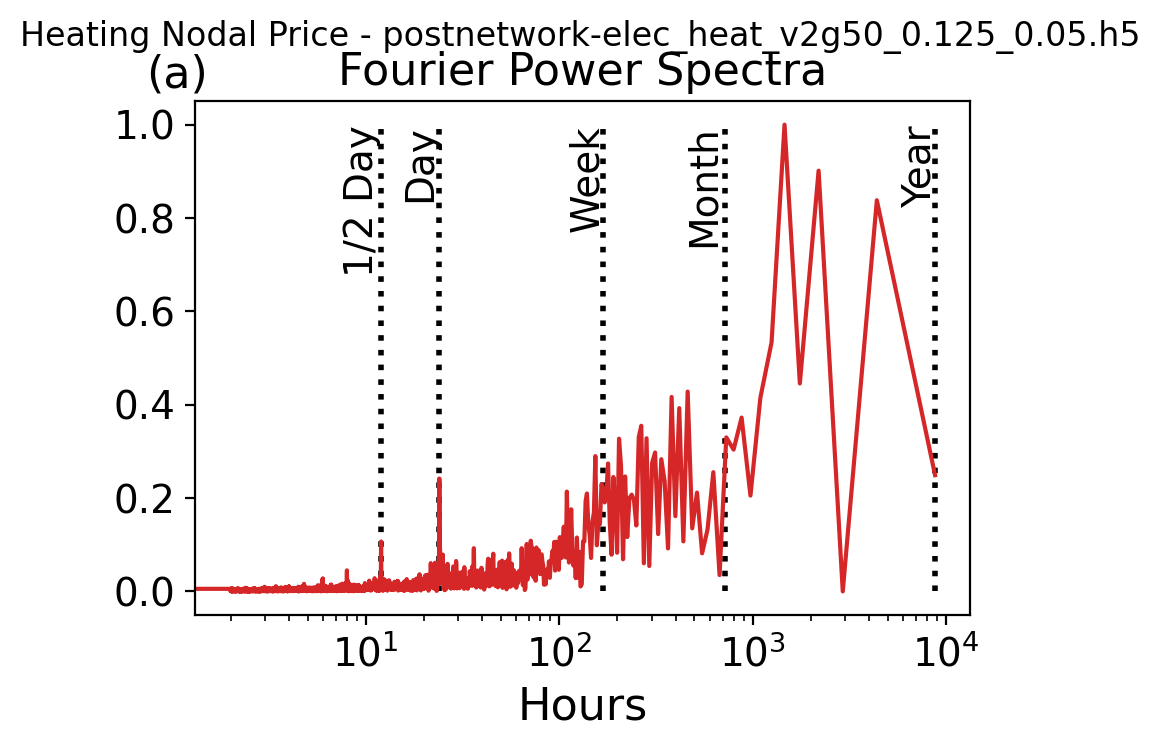 Heating Nodal Price - postnetwork-elec_heat_v2g50_0.125_0.05.h5
(a)
Fourier Power Spectra
1.0
0.8
0.6
0.4
0.2
0.0
1/2 Day
Day
Week
Month
Year
10¹
10²
10³
10⁴
Hours